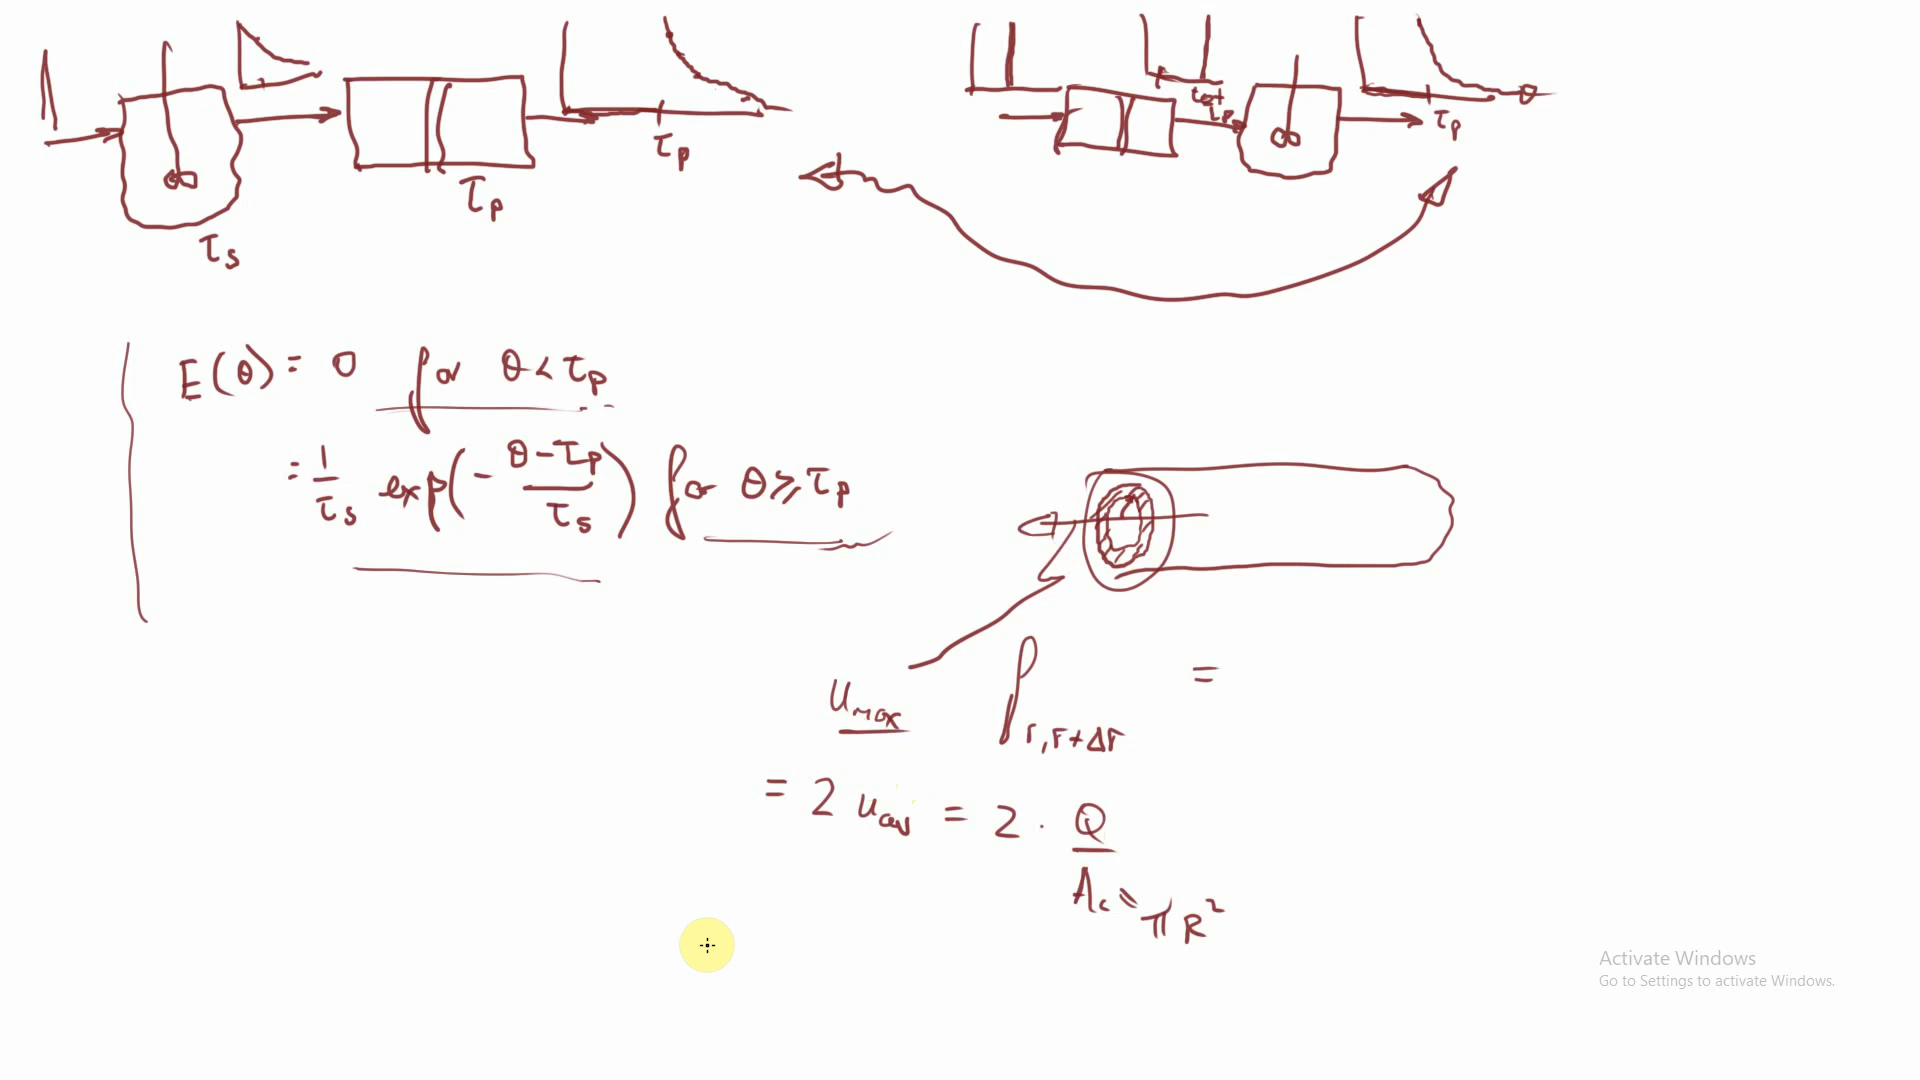 τs
τp
τp
t=τp
τp
E(θ) = 0 for θ < τp
= 1/τs exp(- (θ-τp)/τs) for θ ⩾ τp
umax
f r, r+Δr =
= 2 uav = 2 · Q/Ac = πR²
Activate Windows
Go to Settings to activate Windows.